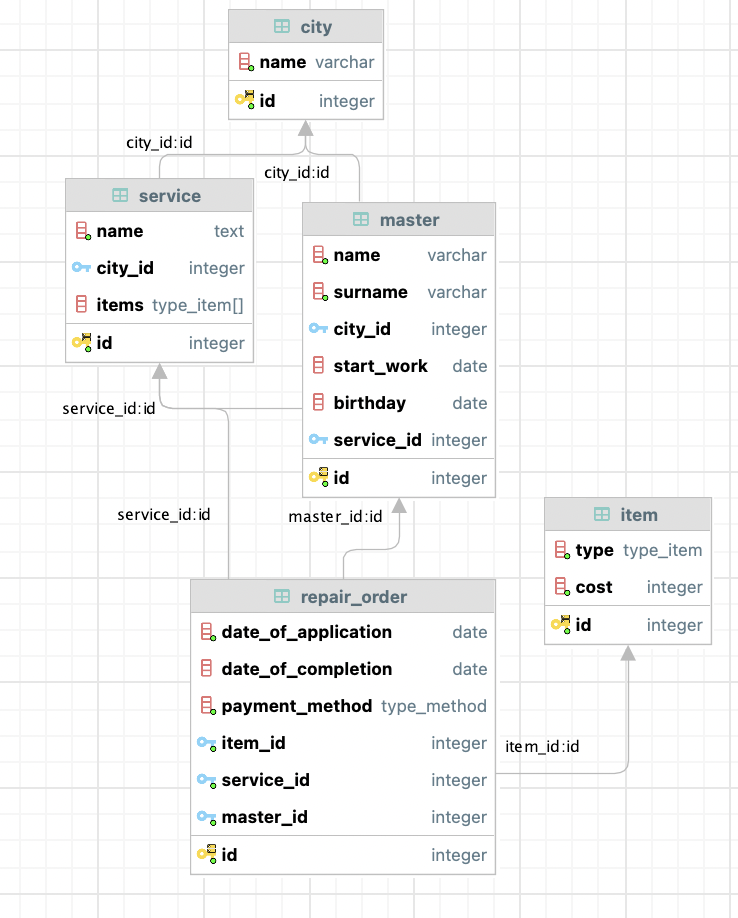 city
name varchar
id integer
city_id:id
city_id:id
service
name text
city_id integer
items type_item[]
id integer
master
name varchar
surname varchar
city_id integer
start_work date
birthday date
service_id integer
id integer
service_id:id
service_id:id
master_id:id
item
type type_item
cost integer
id integer
repair_order
date_of_application date
date_of_completion date
payment_method type_method
item_id integer
service_id integer
master_id integer
id integer
item_id:id